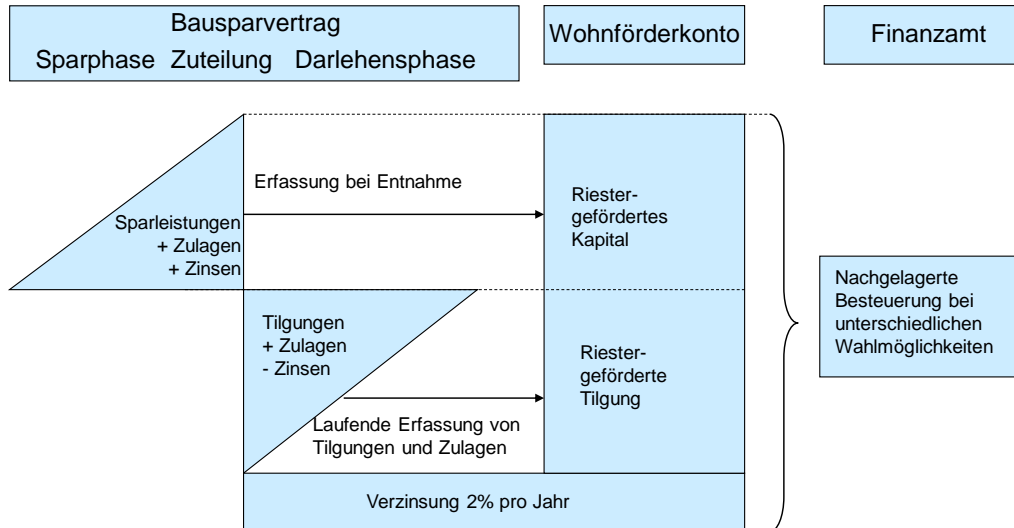 Bausparvertrag
Sparphase Zuteilung Darlehensphase
Wohnförderkonto
Finanzamt
Erfassung bei Entnahme
Sparleistungen
+ Zulagen
+ Zinsen
Riester-
gefördertes
Kapital
Tilgungen
+ Zulagen
- Zinsen
Laufende Erfassung von
Tilgungen und Zulagen
Riester-
geförderte
Tilgung
Nachgelagerte
Besteuerung bei
unterschiedlichen
Wahlmöglichkeiten
Verzinsung 2% pro Jahr